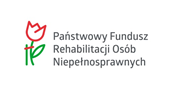 Państwowy Fundusz
Rehabilitacji Osób
Niepełnosprawnych